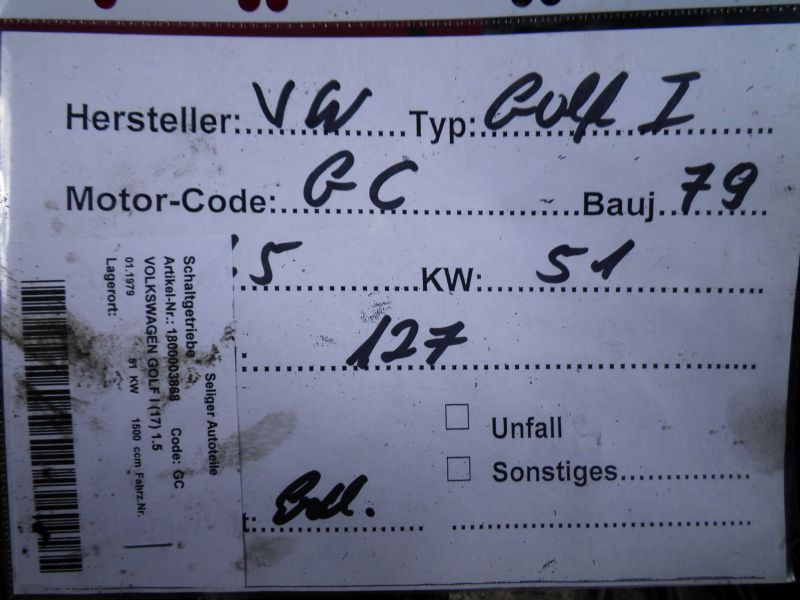 Hersteller: VW Typ: Golf I
Motor-Code: GC Bauj. 79
.5 KW: 51
127
Unfall
Sonstiges
Seliger Autoteile
Schaltgetriebe
Artikel-Nr.: 1800003868 Code: GC
VOLKSWAGEN GOLF I (17) 1.5
01.1979 51 KW 1500 ccm Fahrz.Nr.
Lagerort: